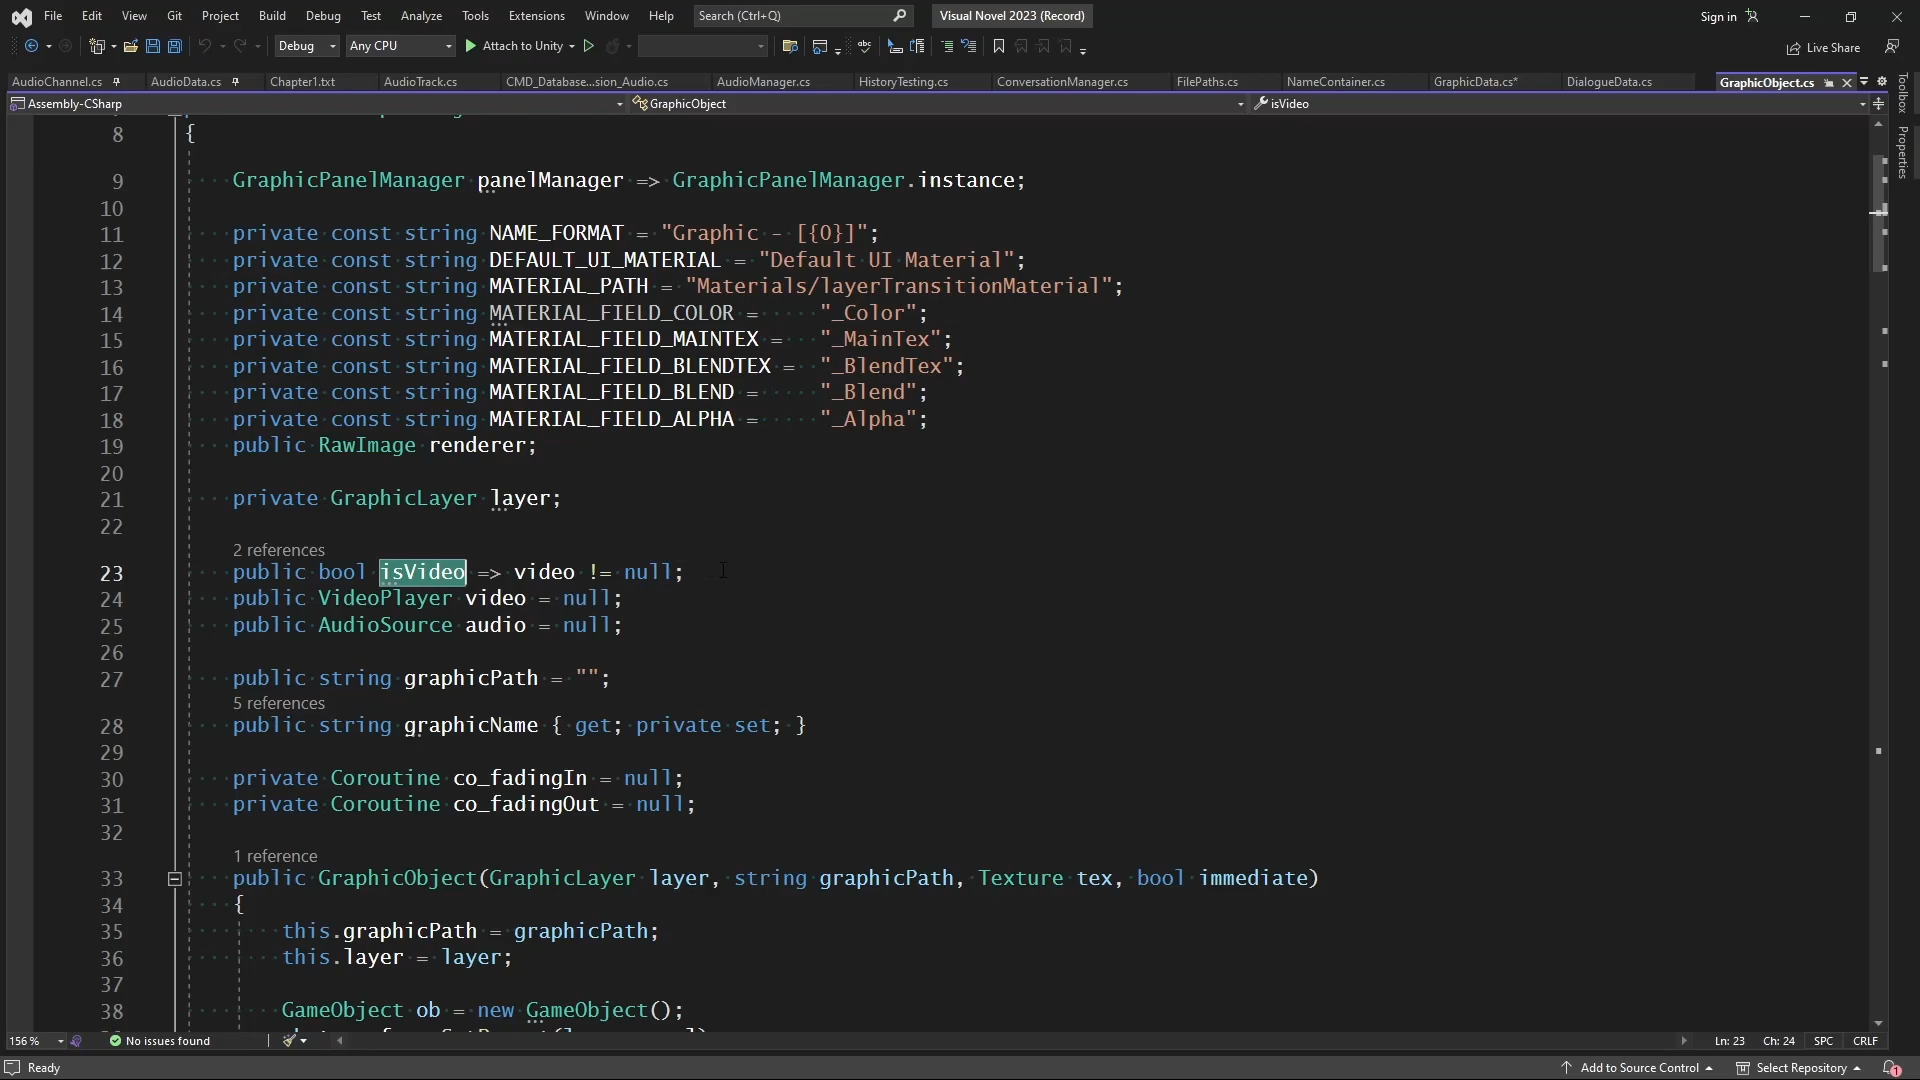 File Edit View Git Project Build Debug Test Analyze Tools Extensions Window Help Search (Ctrl+Q) Visual Novel 2023 (Record) Sign in
Debug Any CPU Attach to Unity Live Share
AudioChannel.cs AudioData.cs Chapter1.txt AudioTrack.cs CMD_Database...sion_Audio.cs AudioManager.cs HistoryTesting.cs ConversationManager.cs FilePaths.cs NameContainer.cs GraphicData.cs* DialogueData.cs GraphicObject.cs
Toolbox
Properties
Assembly-CSharp GraphicObject isVideo
8 {
9 GraphicPanelManager panelManager => GraphicPanelManager.instance;
10
11 private const string NAME_FORMAT = "Graphic - [{0}]";
12 private const string DEFAULT_UI_MATERIAL = "Default UI Material";
13 private const string MATERIAL_PATH = "Materials/layerTransitionMaterial";
14 private const string MATERIAL_FIELD_COLOR = "_Color";
15 private const string MATERIAL_FIELD_MAINTEX = "_MainTex";
16 private const string MATERIAL_FIELD_BLENDTEX = "_BlendTex";
17 private const string MATERIAL_FIELD_BLEND = "_Blend";
18 private const string MATERIAL_FIELD_ALPHA = "_Alpha";
19 public RawImage renderer;
20
21 private GraphicLayer layer;
22
2 references
23 public bool isVideo => video != null;
24 public VideoPlayer video = null;
25 public AudioSource audio = null;
26
27 public string graphicPath = "";
5 references
28 public string graphicName { get; private set; }
29
30 private Coroutine co_fadingIn = null;
31 private Coroutine co_fadingOut = null;
32
1 reference
33 public GraphicObject(GraphicLayer layer, string graphicPath, Texture tex, bool immediate)
34 {
35 this.graphicPath = graphicPath;
36 this.layer = layer;
37
38 GameObject ob = new GameObject();
156 % No issues found Ln: 23 Ch: 24 SPC CRLF
Ready Add to Source Control Select Repository 1